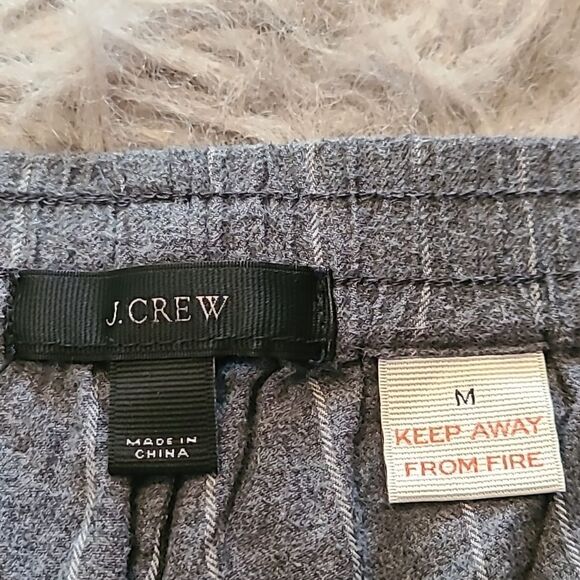 J.CREW
MADE IN
CHINA
M
KEEP AWAY
FROM FIRE